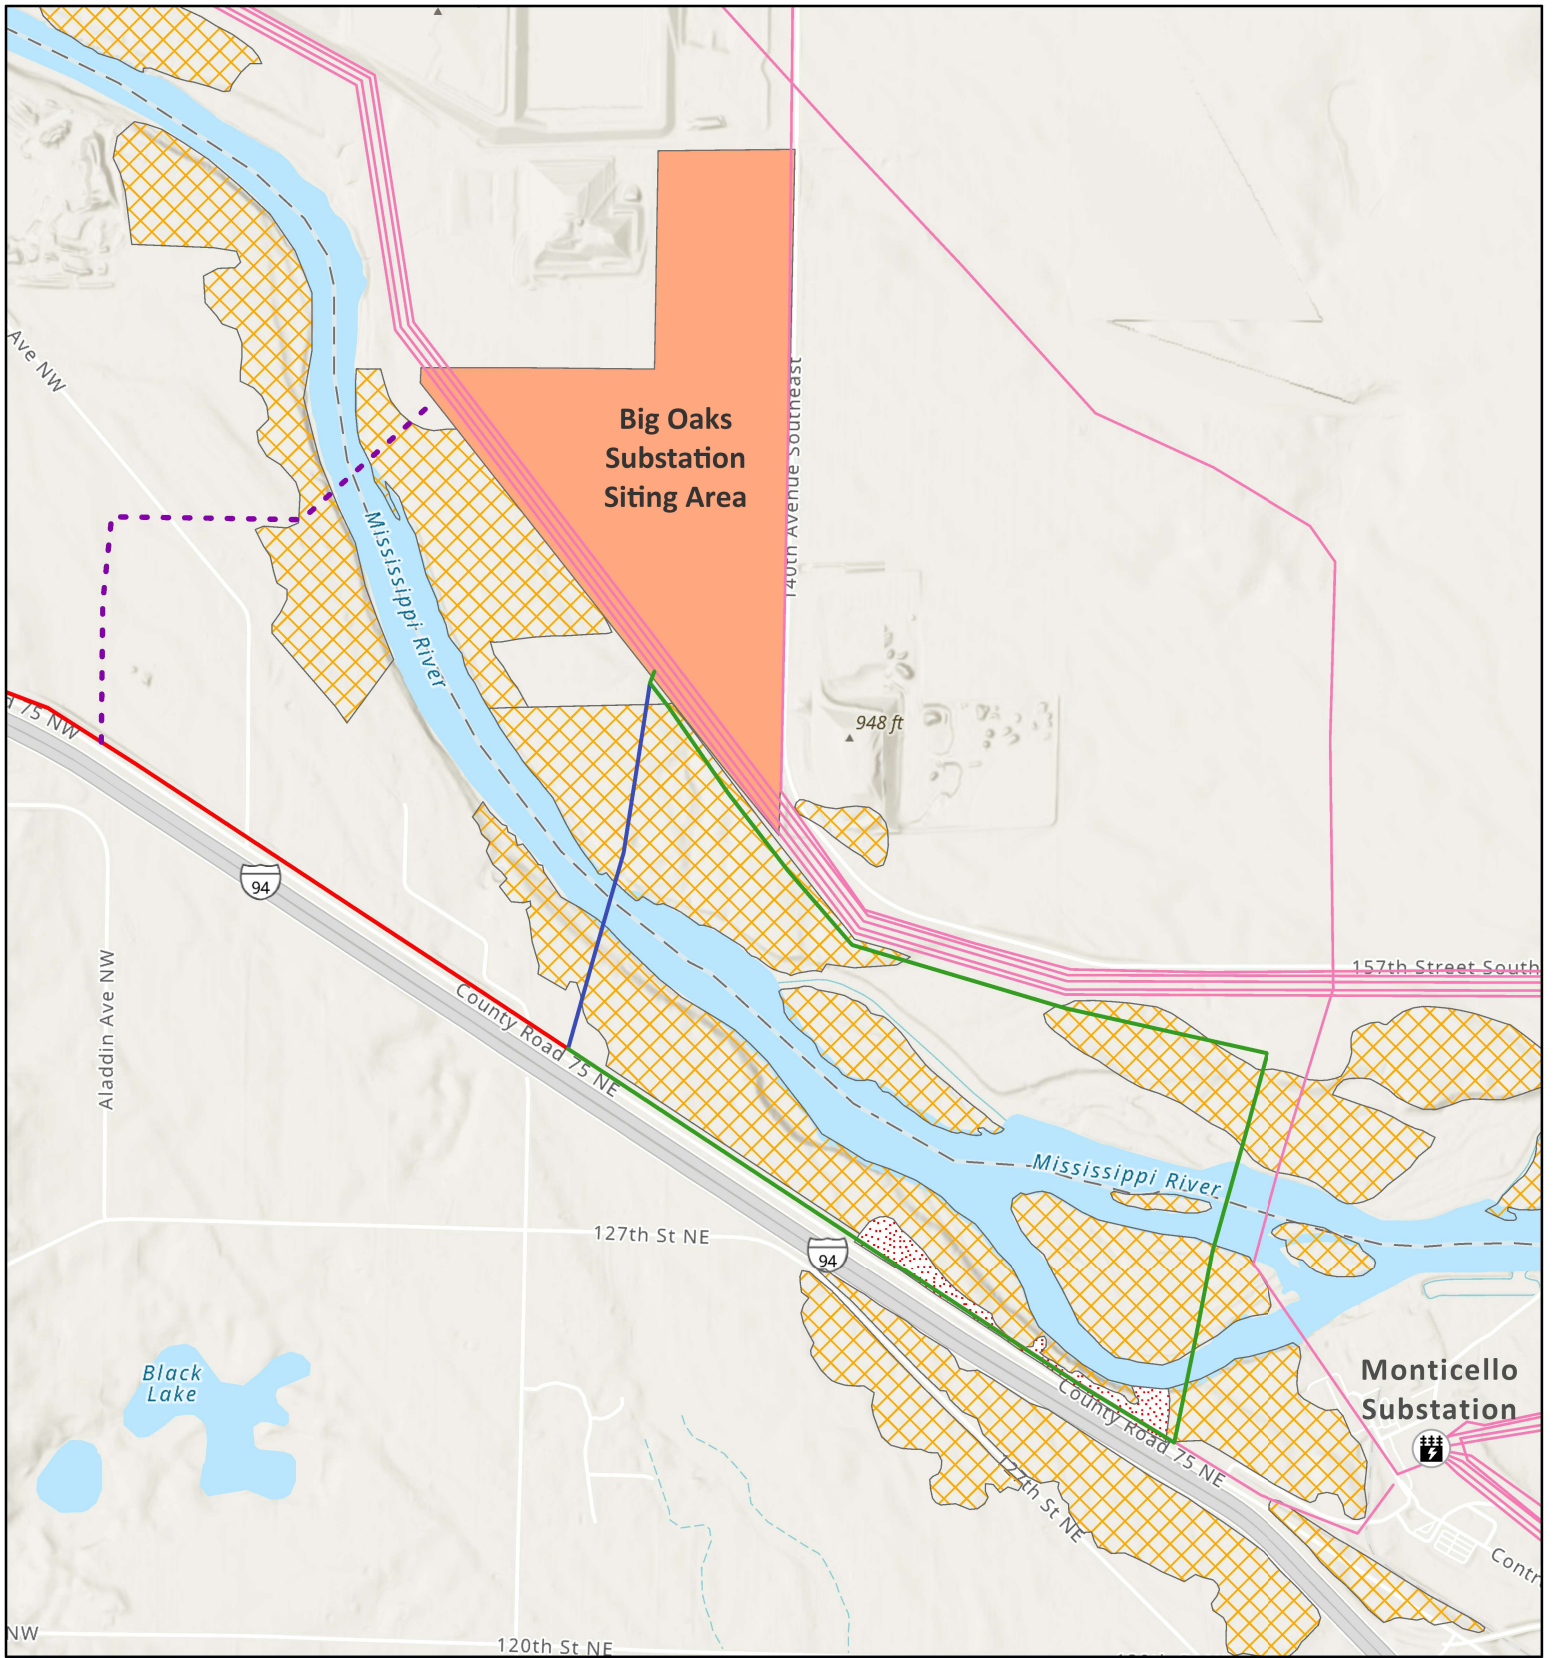 Ave NW
Big Oaks
Substation
Siting Area
140th Avenue Southeast
Mississippi River
75 NW
948 ft
94
Aladdin Ave NW
County Road 75 NE
157th Street South
Mississippi River
127th St NE
94
Black
Lake
Monticello
Substation
County Road 75 NE
127th St NE
Contr
NW
120th St NE